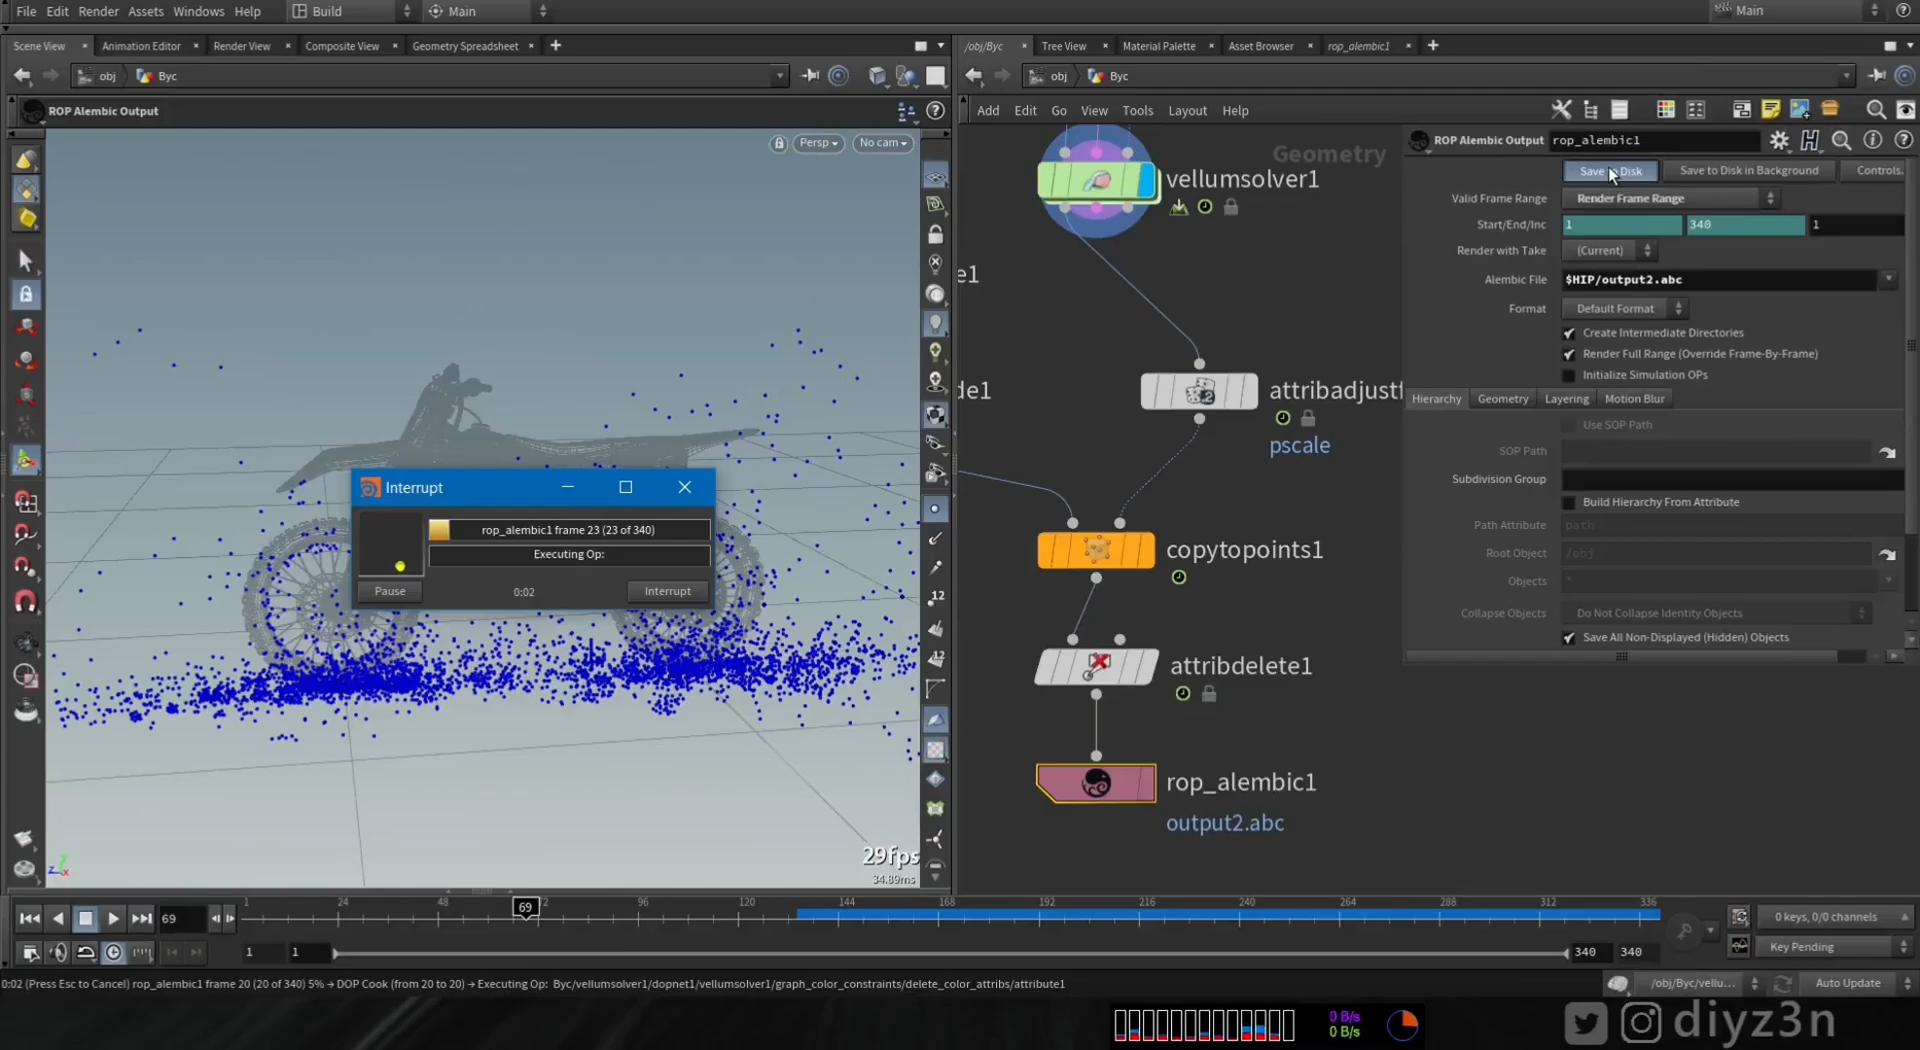 File Edit Render Assets Windows Help Build Main Main
Scene View Animation Editor Render View Composite View Geometry Spreadsheet
/obj/Byc Tree View Material Palette Asset Browser rop_alembic1
obj Byc
obj Byc
ROP Alembic Output
Add Edit Go View Tools Layout Help
Persp No cam
Geometry
ROP Alembic Output rop_alembic1
Save to Disk Save to Disk in Background Controls.
Valid Frame Range Render Frame Range
Start/End/Inc 1 340 1
Render with Take (Current)
Alembic File $HIP/output2.abc
Format Default Format
Create Intermediate Directories
Render Full Range (Override Frame-By-Frame)
Initialize Simulation OPs
Hierarchy Geometry Layering Motion Blur
Use SOP Path
SOP Path
Subdivision Group
Build Hierarchy From Attribute
Path Attribute path
Root Object /obj
Objects *
Collapse Objects Do Not Collapse Identity Objects
Save All Non-Displayed (Hidden) Objects
vellumsolver1
e1
de1
attribadjustf
pscale
copytopoints1
attribdelete1
rop_alembic1
output2.abc
Interrupt
rop_alembic1 frame 23 (23 of 340)
Executing Op:
Pause 0:02 Interrupt
12
12
z y x
29fps
34.89ms
69 1 24 48 69 72 96 120 144 168 192 216 240 264 288 312 336
0 keys, 0/0 channels
1 1 340 340
Key Pending
0:02 (Press Esc to Cancel) rop_alembic1 frame 20 (20 of 340) 5% → DOP Cook (from 20 to 20) → Executing Op: Byc/vellumsolver1/dopnet1/vellumsolver1/graph_color_constraints/delete_color_attribs/attribute1
/obj/Byc/vellu... Auto Update
0 B/s
0 B/s
diyz3n